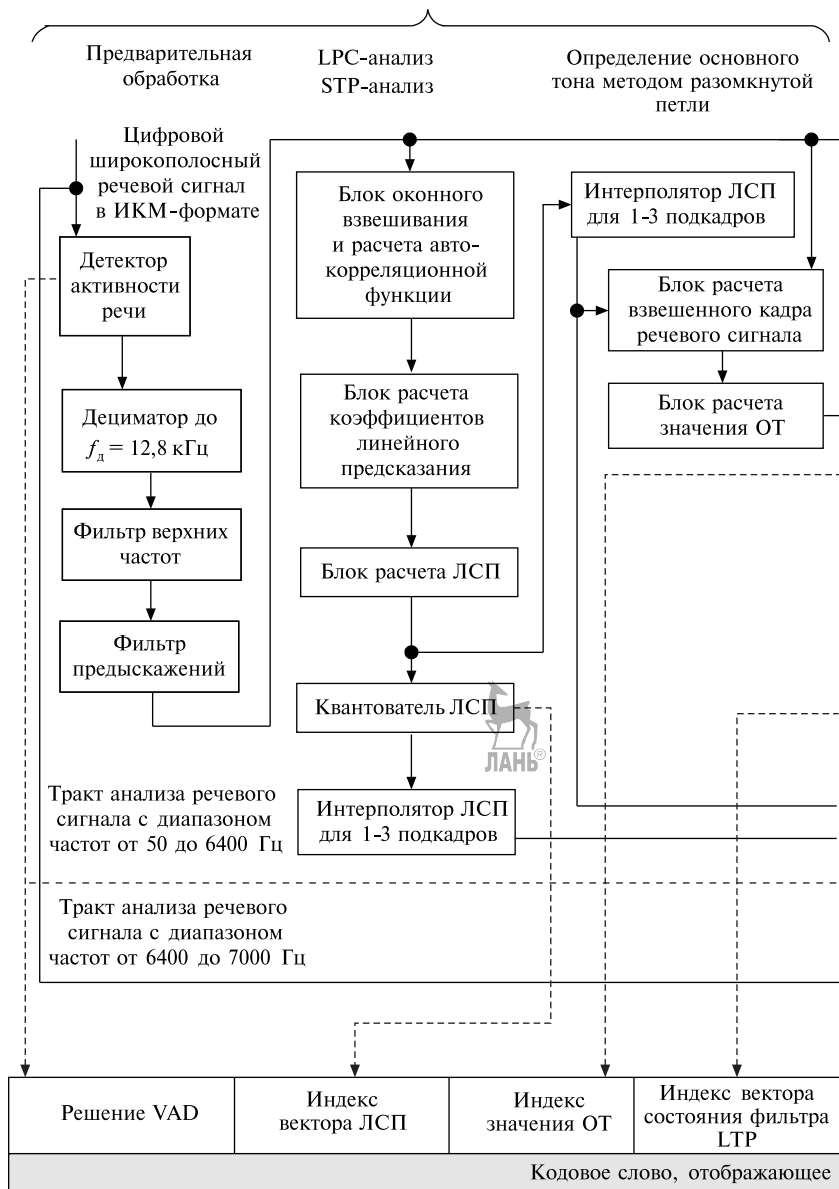 Предварительная
обработка
LPC-анализ
STP-анализ
Определение основного
тона методом разомкнутой
петли
Цифровой
широкополосный
речевой сигнал
в ИКМ-формате
Детектор
активности
речи
Дециматор до
fд = 12,8 кГц
Фильтр верхних
частот
Фильтр
предыскажений
Блок оконного
взвешивания
и расчета авто-
корреляционной
функции
Блок расчета
коэффициентов
линейного
предсказания
Блок расчета ЛСП
Квантователь ЛСП
ЛАНЬ®
Интерполятор ЛСП
для 1-3 подкадров
Интерполятор ЛСП
для 1-3 подкадров
Блок расчета
взвешенного кадра
речевого сигнала
Блок расчета
значения ОТ
Тракт анализа речевого
сигнала с диапазоном
частот от 50 до 6400 Гц
Тракт анализа речевого
сигнала с диапазоном
частот от 6400 до 7000 Гц
Решение VAD
Индекс
вектора ЛСП
Индекс
значения ОТ
Индекс вектора
состояния фильтра
LTP
Кодовое слово, отображающее